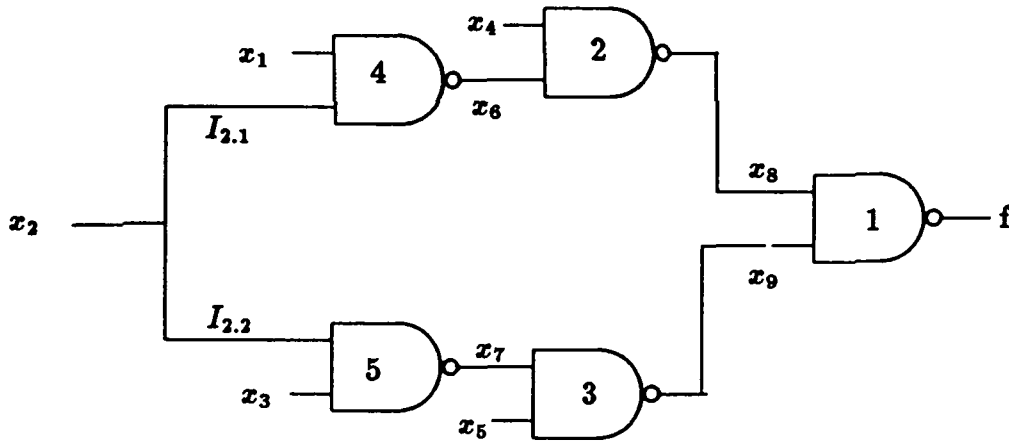 x₄
x₁
4
2
x₆
I₂.₁
x₈
x₂
1
f
x₉
I₂.₂
x₇
5
3
x₃
x₅